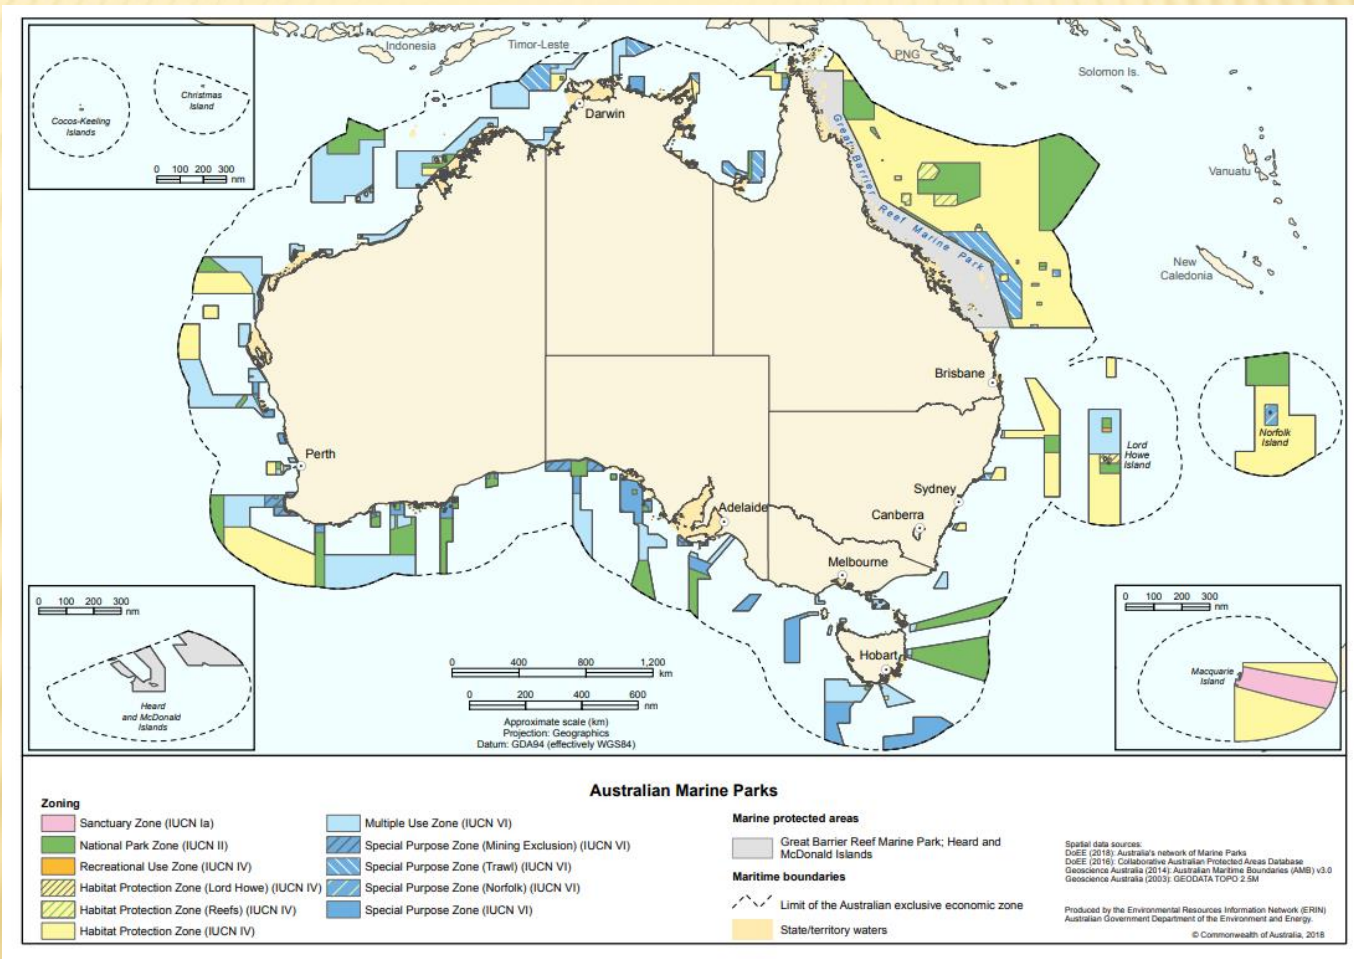 Indonesia
Timor-Leste
PNG
Solomon Is.
Cocos-Keeling
Islands
Christmas
Island
0 100 200 300
nm
Darwin
Great Barrier
Reef Marine Park
Vanuatu
New
Caledonia
Brisbane
Lord
Howe
Island
Norfolk
Island
Perth
Sydney
Adelaide
Canberra
Melbourne
Hobart
0 100 200 300
nm
Heard
and McDonald
Islands
0 400 800 1,200
km
0 200 400 600
nm
Approximate scale (km)
Projection: Geographics
Datum: GDA94 (effectively WGS84)
0 100 200 300
nm
Macquarie
Island
Australian Marine Parks
Zoning
Sanctuary Zone (IUCN Ia)
National Park Zone (IUCN II)
Recreational Use Zone (IUCN IV)
Habitat Protection Zone (Lord Howe) (IUCN IV)
Habitat Protection Zone (Reefs) (IUCN IV)
Habitat Protection Zone (IUCN IV)
Multiple Use Zone (IUCN VI)
Special Purpose Zone (Mining Exclusion) (IUCN VI)
Special Purpose Zone (Trawl) (IUCN VI)
Special Purpose Zone (Norfolk) (IUCN VI)
Special Purpose Zone (IUCN VI)
Marine protected areas
Great Barrier Reef Marine Park; Heard and
McDonald Islands
Maritime boundaries
Limit of the Australian exclusive economic zone
State/territory waters
Spatial data sources:
DoEE (2018): Australia's network of Marine Parks
DoEE (2016): Collaborative Australian Protected Areas Database
Geoscience Australia (2014): Australian Maritime Boundaries (AMB) v3.0
Geoscience Australia (2003): GEODATA TOPO 2.5M
Produced by the Environmental Resources Information Network (ERIN)
Australian Government Department of the Environment and Energy.
© Commonwealth of Australia, 2018